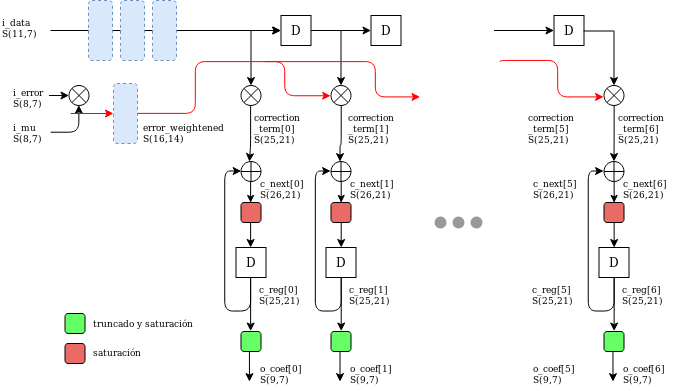 i_data
S(11,7)
D
D
D
i_error
S(8,7)
i_mu
S(8,7)
error_weighted
S(16,14)
correction
_term[0]
S(25,21)
correction
_term[1]
S(25,21)
correction
_term[5]
S(25,21)
correction
_term[6]
S(25,21)
c_next[0]
S(26,21)
c_next[1]
S(26,21)
c_next[5]
S(26,21)
c_next[6]
S(26,21)
D
D
D
c_reg[0]
S(25,21)
c_reg[1]
S(25,21)
c_reg[5]
S(25,21)
c_reg[6]
S(25,21)
truncado y saturación
saturación
o_coef[0]
S(9,7)
o_coef[1]
S(9,7)
o_coef[5]
S(9,7)
o_coef[6]
S(9,7)